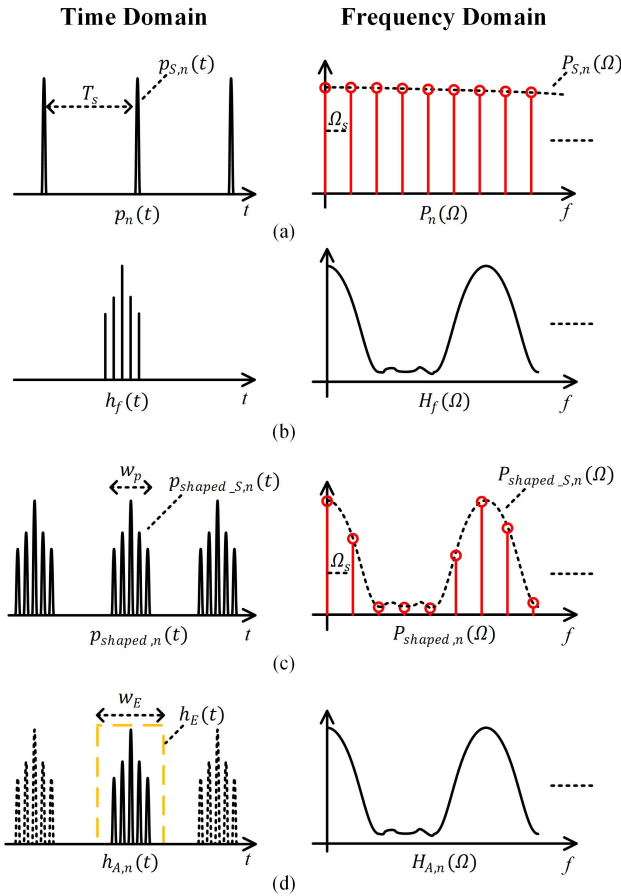 Time Domain
Frequency Domain
p_{S,n}(t)
T_s
t
p_n(t)
P_{S,n}(Ω)
Ω_s
f
P_n(Ω)
(a)
h_f(t)
t
H_f(Ω)
f
(b)
w_p
p_{shaped_S,n}(t)
t
p_{shaped,n}(t)
P_{shaped_S,n}(Ω)
Ω_s
f
P_{shaped,n}(Ω)
(c)
w_E
h_E(t)
t
h_{A,n}(t)
H_{A,n}(Ω)
f
(d)